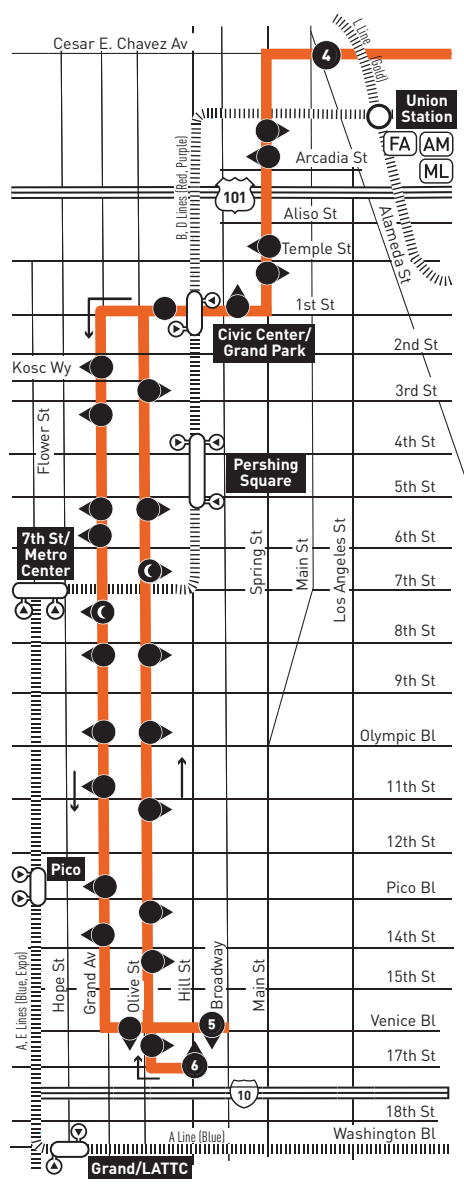 Cesar E. Chavez Av
4
L Line (Gold)
Union
Station
FA AM
ML
B, D Lines (Red, Purple)
Arcadia St
101
Aliso St
Alameda St
Temple St
1st St
Civic Center/
Grand Park
2nd St
Kosc Wy
3rd St
Flower St
4th St
Pershing
Square
5th St
7th St/
Metro
Center
Spring St
Main St
Los Angeles St
6th St
7th St
8th St
9th St
Olympic Bl
11th St
12th St
Pico
Pico Bl
14th St
A, E Lines (Blue, Expo)
Hope St
Grand Av
Olive St
Hill St
Broadway
Main St
15th St
5
Venice Bl
6
17th St
10
18th St
A Line (Blue)
Washington Bl
Grand/LATTC